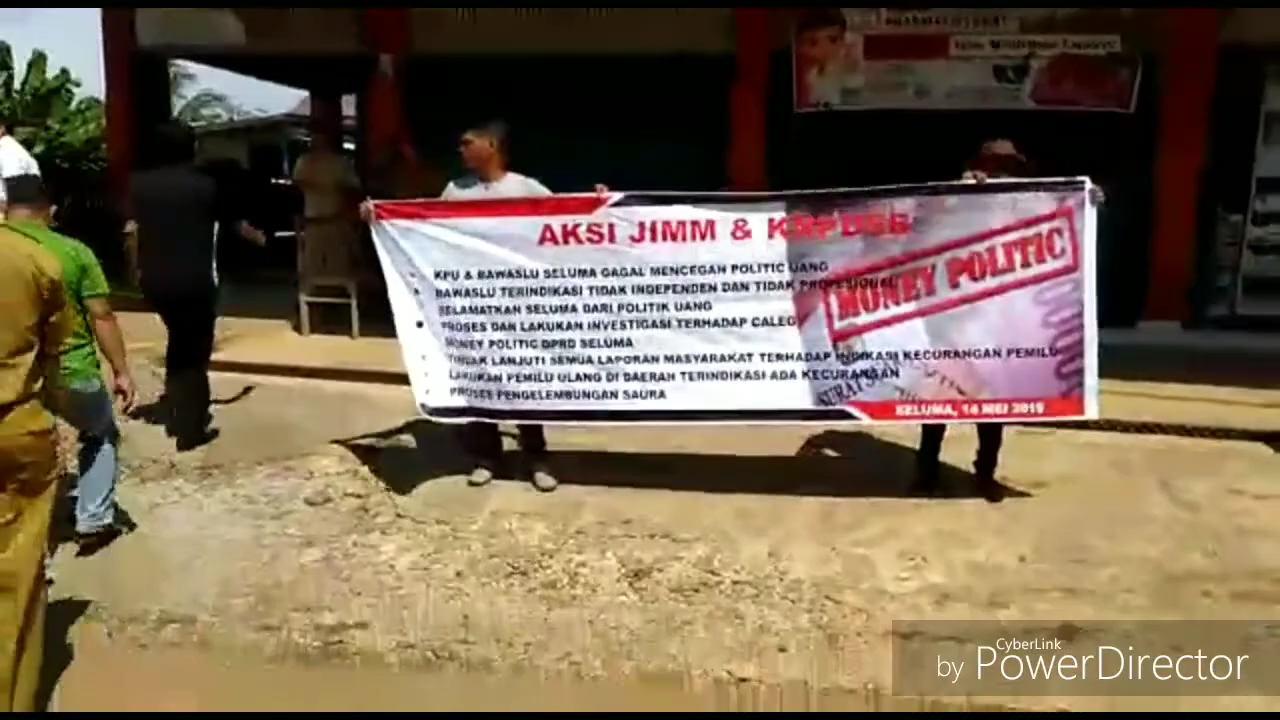 AKSI JIMM &
KPU & BAWASLU SELUMA GAGAL MENCEGAH POLITIC UANG
BAWASLU TERINDIKASI TIDAK INDEPENDEN DAN TIDAK PROFESIONAL
SELAMATKAN SELUMA DARI POLITIK UANG
PROSES DAN LAKUKAN INVESTIGASI TERHADAP CALEG
MONEY POLITIC DPRD SELUMA
TINDAK LANJUTI SEMUA LAPORAN MASYARAKAT TERHADAP INDIKASI KECURANGAN PEMILU
LAKUKAN PEMILU ULANG DI DAERAH TERINDIKASI ADA KECURANGAN
PROSES PENGELEMBUNGAN SAURA
MONEY POLITIC
SELUMA, 14 MEI 2019
CyberLink
by PowerDirector